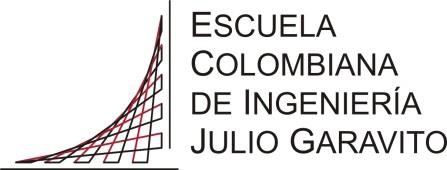 ESCUELA
COLOMBIANA
DE INGENIERÍA
JULIO GARAVITO